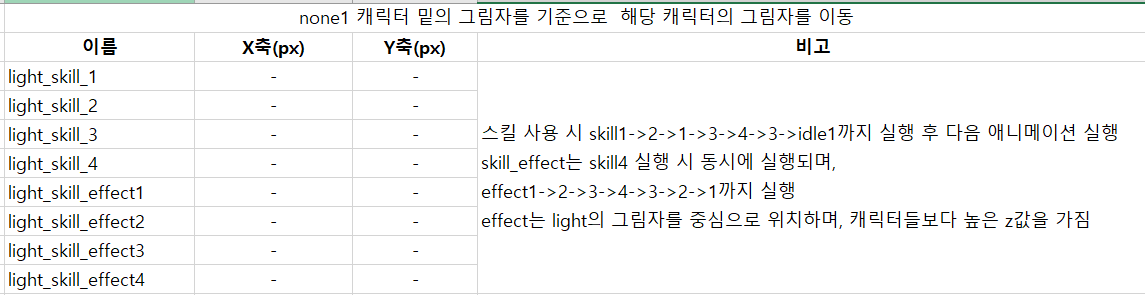 none1 캐릭터 밑의 그림자를 기준으로 해당 캐릭터의 그림자를 이동
이름 X축(px) Y축(px) 비고
light_skill_1 - -
light_skill_2 - -
light_skill_3 - -
light_skill_4 - -
light_skill_effect1 - -
light_skill_effect2 - -
light_skill_effect3 - -
light_skill_effect4 - -
스킬 사용 시 skill1->2->1->3->4->3->idle1까지 실행 후 다음 애니메이션 실행
skill_effect는 skill4 실행 시 동시에 실행되며,
effect1->2->3->4->3->2->1까지 실행
effect는 light의 그림자를 중심으로 위치하며, 캐릭터들보다 높은 z값을 가짐